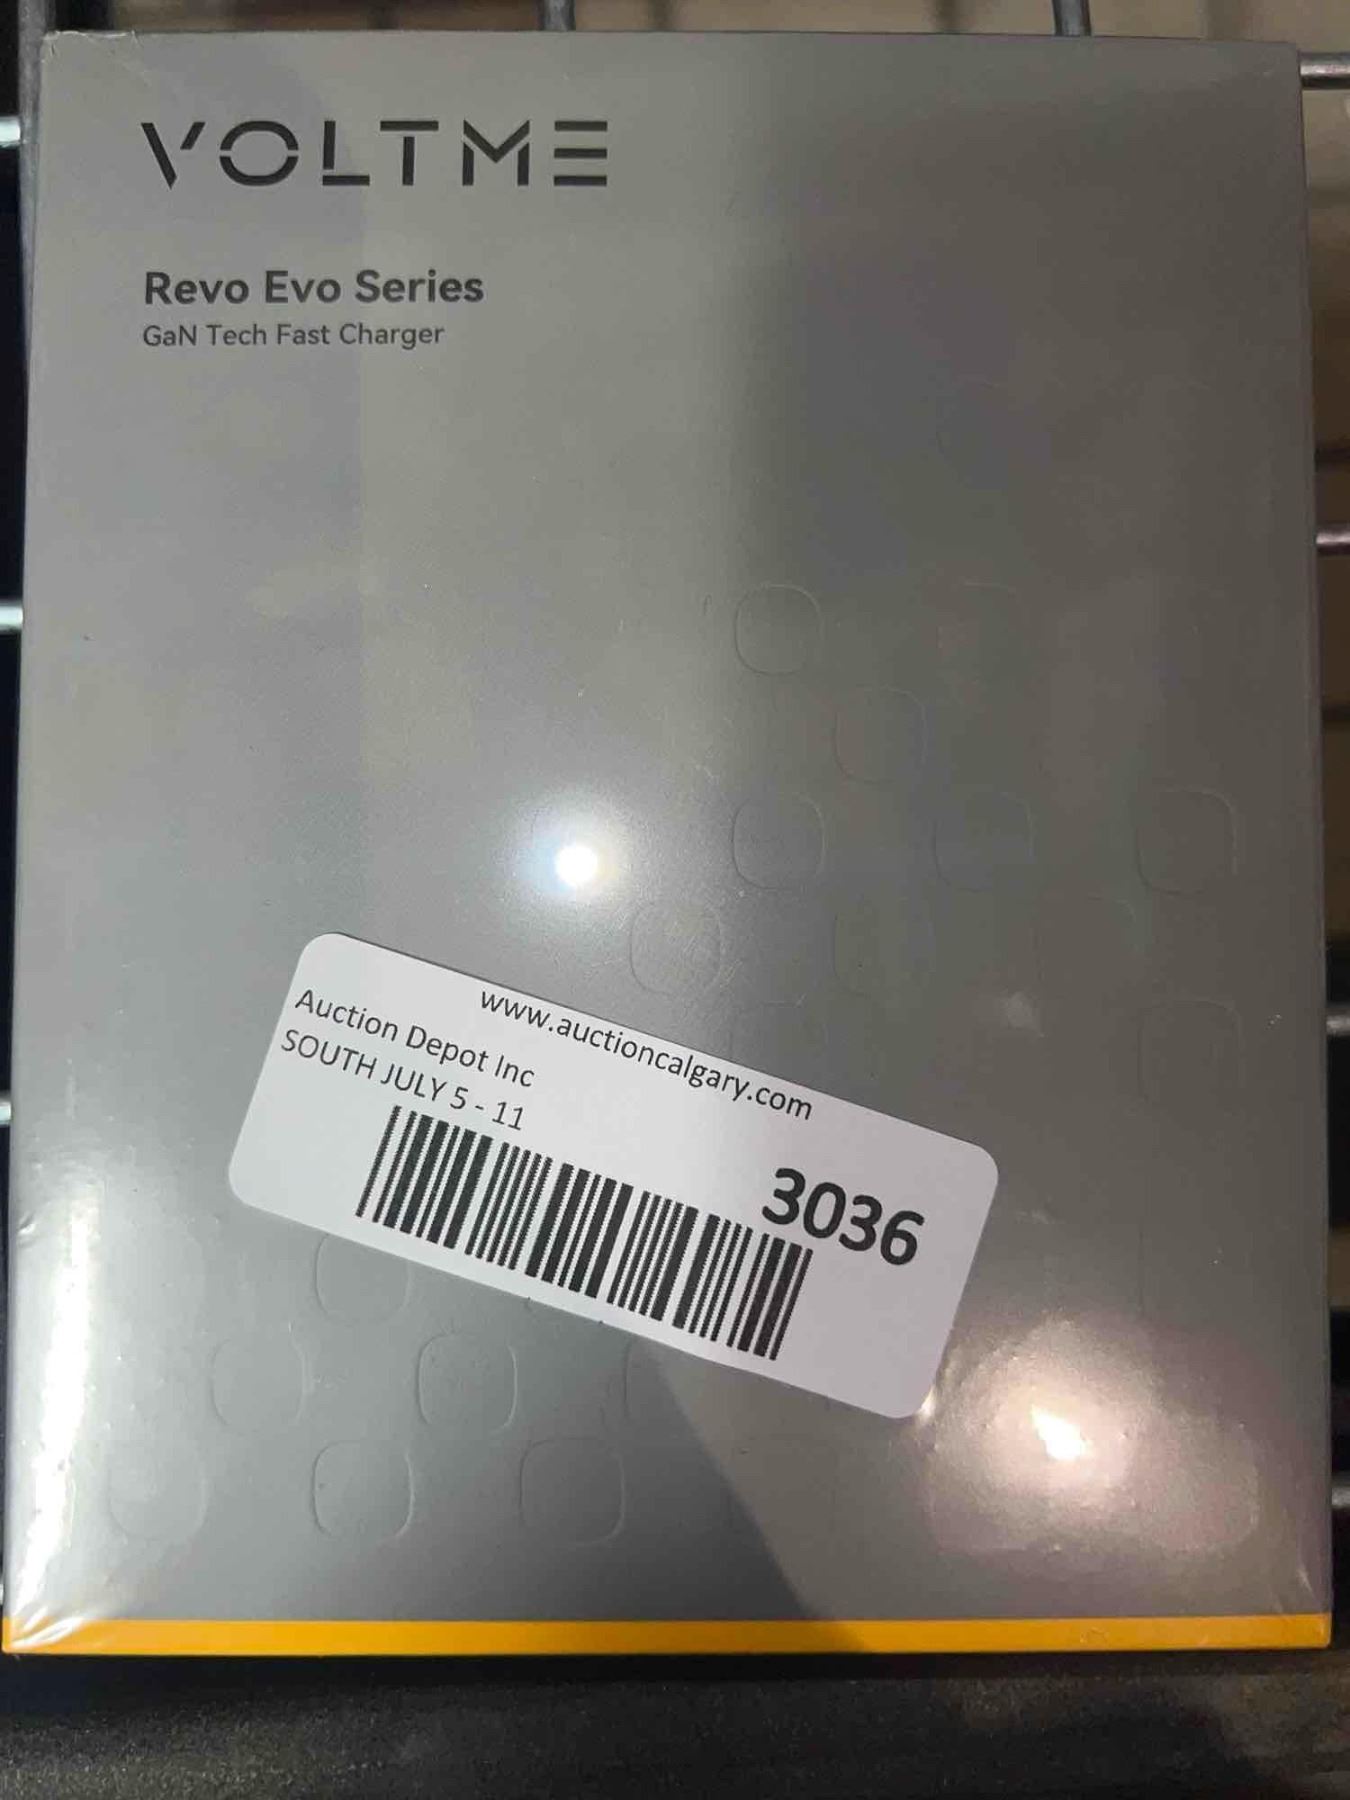 VOLTME
Revo Evo Series
GaN Tech Fast Charger
www.auctioncalgary.com
Auction Depot Inc
SOUTH JULY 5 - 11
3036